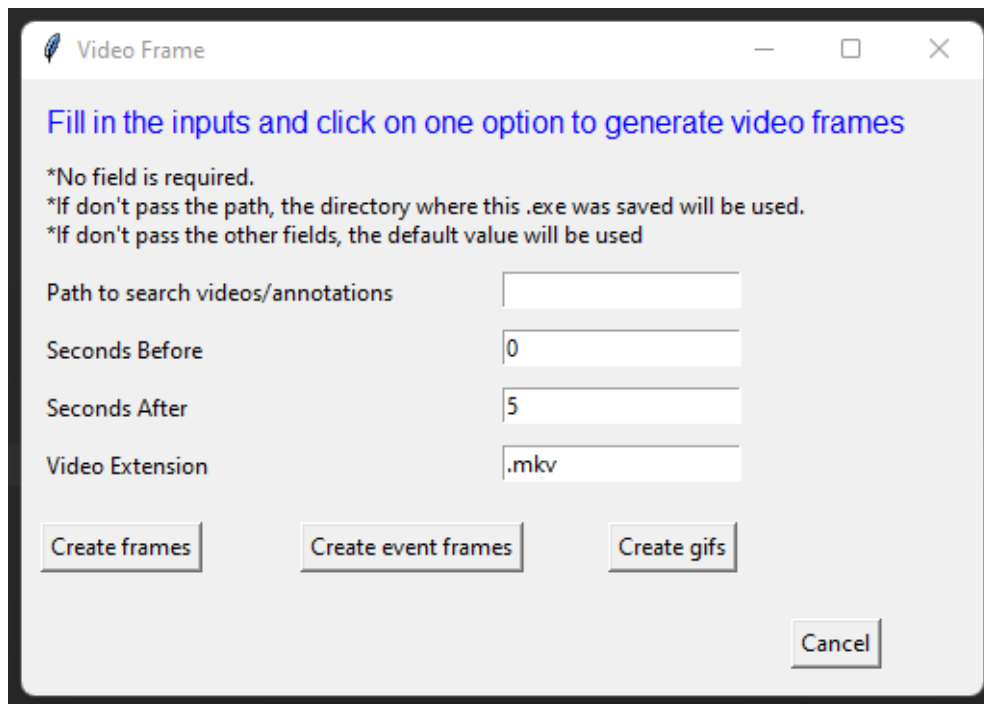 Video Frame
Fill in the inputs and click on one option to generate video frames
*No field is required.
*If don't pass the path, the directory where this .exe was saved will be used.
*If don't pass the other fields, the default value will be used
Path to search videos/annotations
Seconds Before 0
Seconds After 5
Video Extension .mkv
Create frames Create event frames Create gifs
Cancel